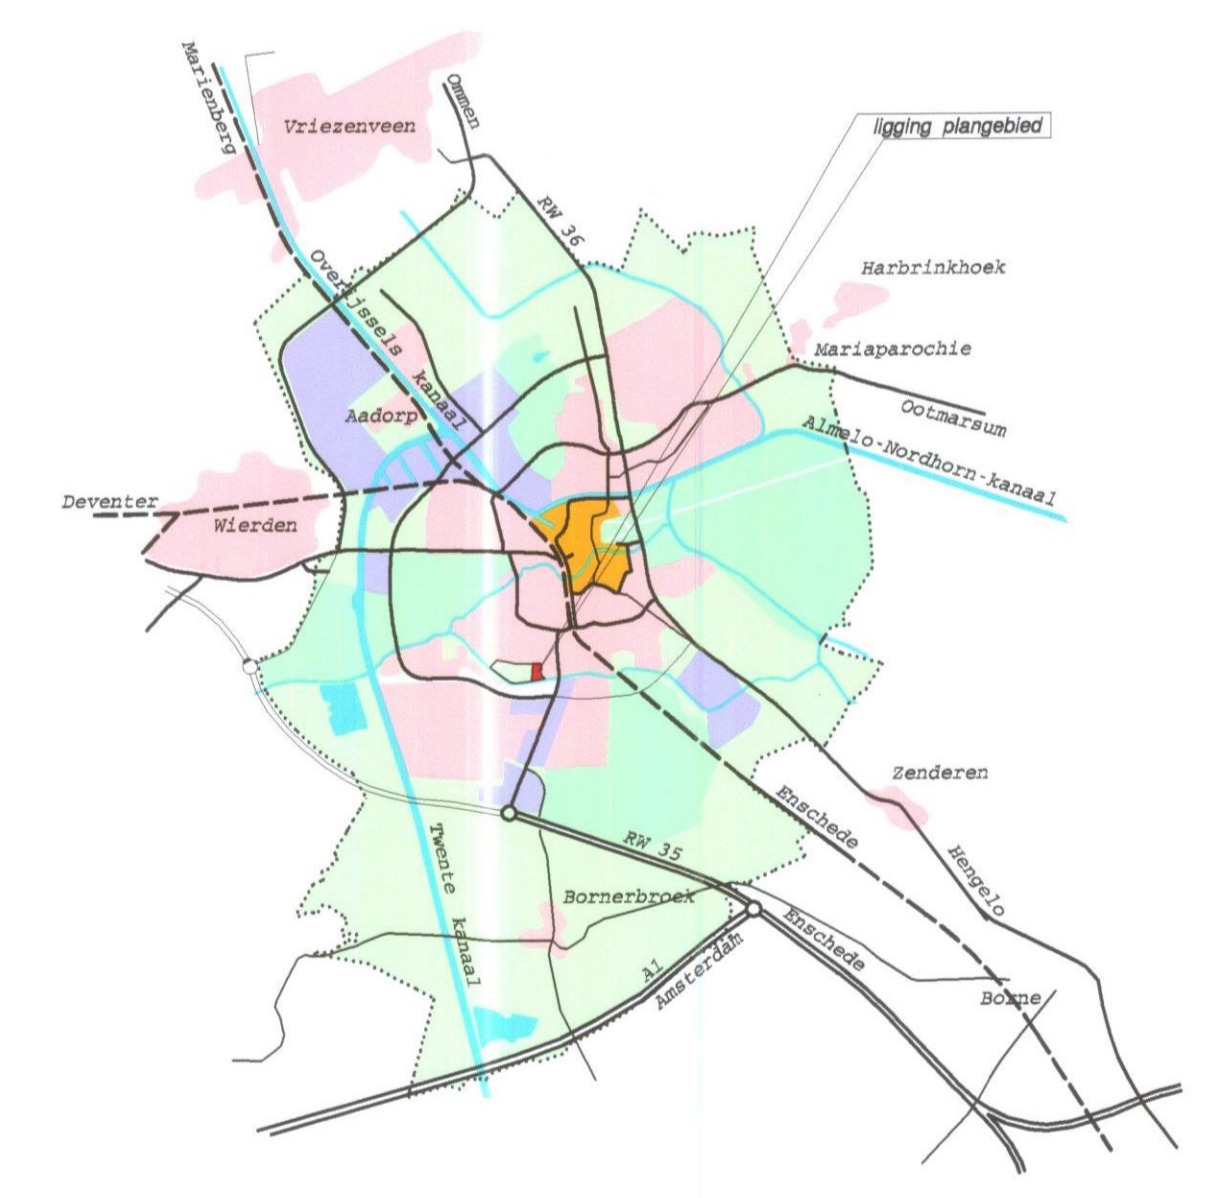 Marienberg
Vriezenveen
Ommen
ligging plangebied
RW 36
Harbrinkhoek
Overijssels kanaal
Mariaparochie
Aadorp
Ootmarsum
Almelo-Nordhorn-kanaal
Deventer
Wierden
Zenderen
Enschede
Twente kanaal
RW 35
Hengelo
Bornerbroek
Enschede
A1
Amsterdam
Borne